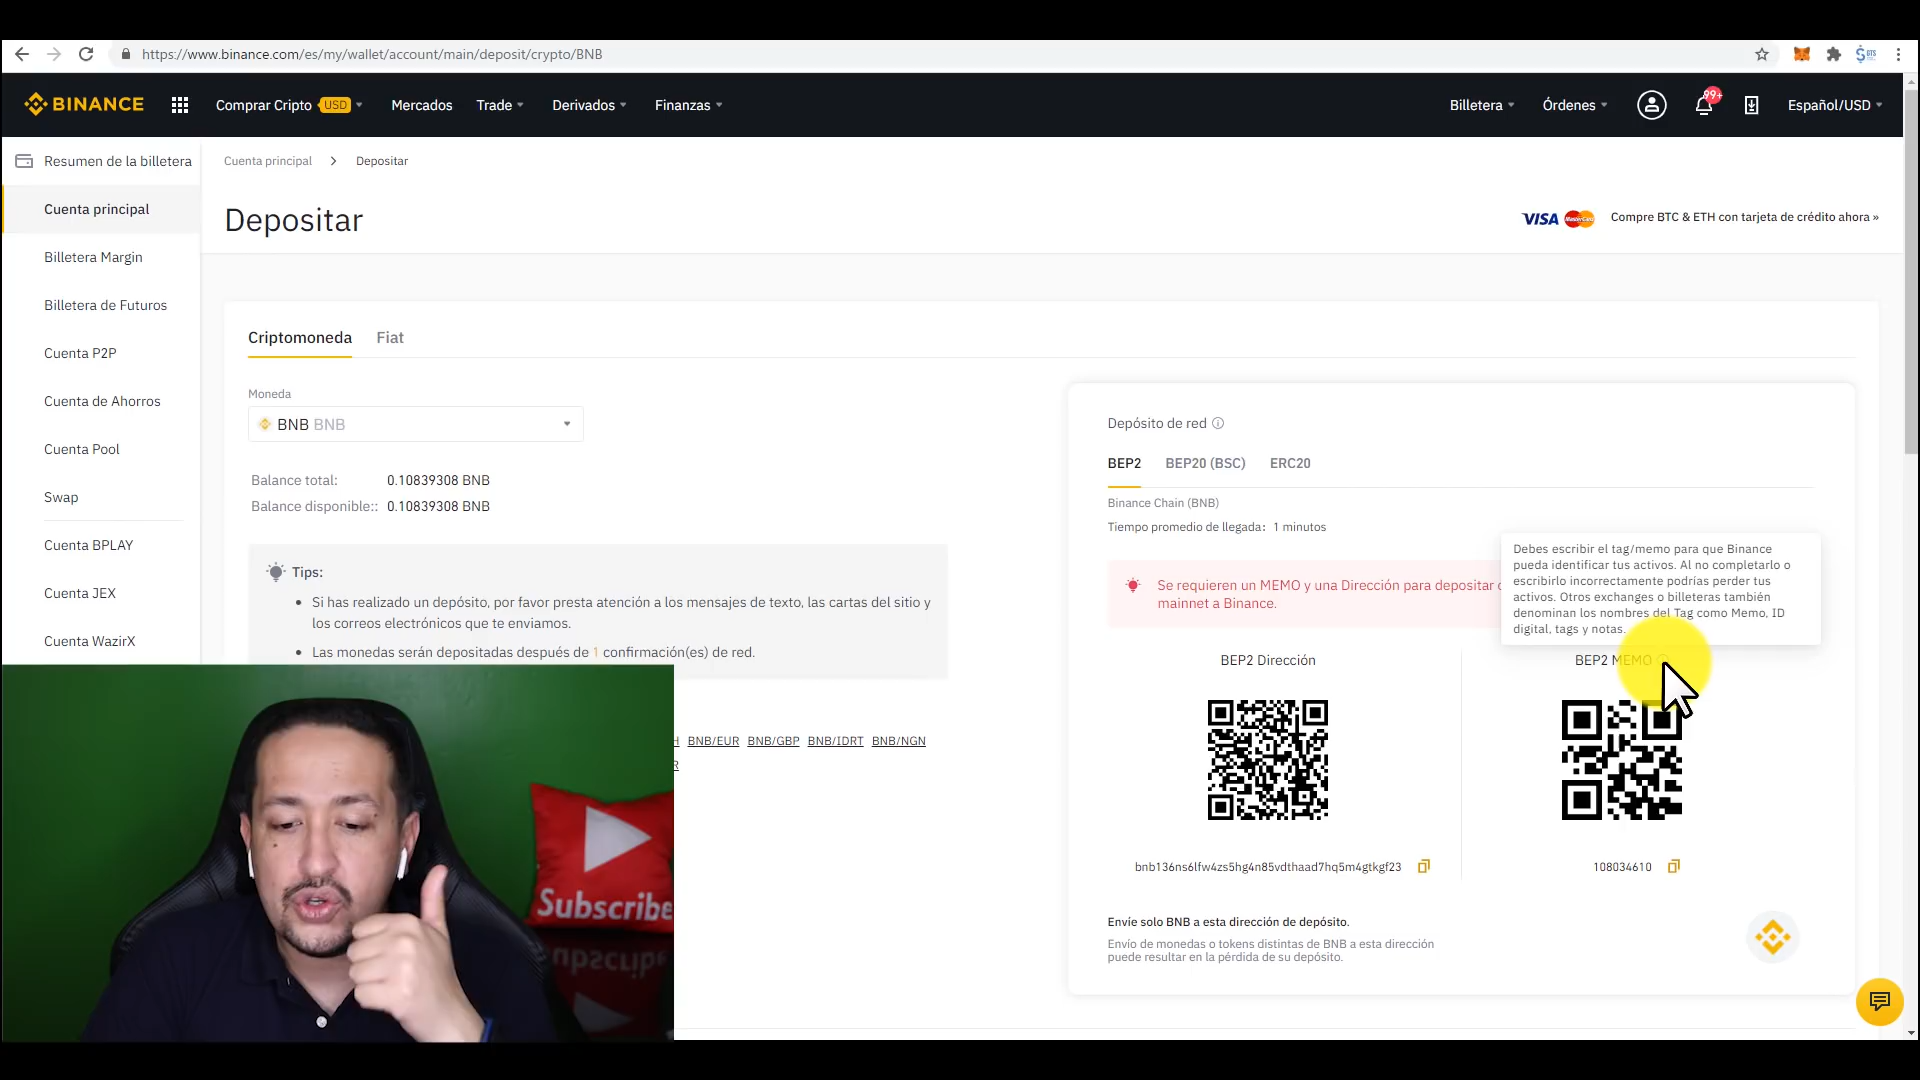 https://www.binance.com/es/my/wallet/account/main/deposit/crypto/BNB
BINANCE
Comprar Cripto USD
Mercados
Trade
Derivados
Finanzas
Billetera
Órdenes
99+
Español/USD
Resumen de la billetera
Cuenta principal
Billetera Margin
Billetera de Futuros
Cuenta P2P
Cuenta de Ahorros
Cuenta Pool
Swap
Cuenta BPLAY
Cuenta JEX
Cuenta WazirX
Cuenta principal > Depositar
Depositar
VISA MasterCard Compre BTC & ETH con tarjeta de crédito ahora »
Criptomoneda Fiat
Moneda
BNB BNB
Balance total: 0.10839308 BNB
Balance disponible:: 0.10839308 BNB
Tips:
• Si has realizado un depósito, por favor presta atención a los mensajes de texto, las cartas del sitio y
los correos electrónicos que te enviamos.
• Las monedas serán depositadas después de 1 confirmación(es) de red.
H BNB/EUR BNB/GBP BNB/IDRT BNB/NGN
R
Depósito de red
BEP2 BEP20 (BSC) ERC20
Binance Chain (BNB)
Tiempo promedio de llegada: 1 minutos
Se requieren un MEMO y una Dirección para depositar
mainnet a Binance.
Debes escribir el tag/memo para que Binance
pueda identificar tus activos. Al no completarlo o
escribirlo incorrectamente podrías perder tus
activos. Otros exchanges o billeteras también
denominan los nombres del Tag como Memo, ID
digital, tags y notas.
BEP2 Dirección
BEP2 MEMO
bnb136ns6lfw4zs5hg4n85vdthaad7hq5m4gtkgf23
108034610
Envíe solo BNB a esta dirección de depósito.
Envío de monedas o tokens distintas de BNB a esta dirección
puede resultar en la pérdida de su depósito.
Subscribe